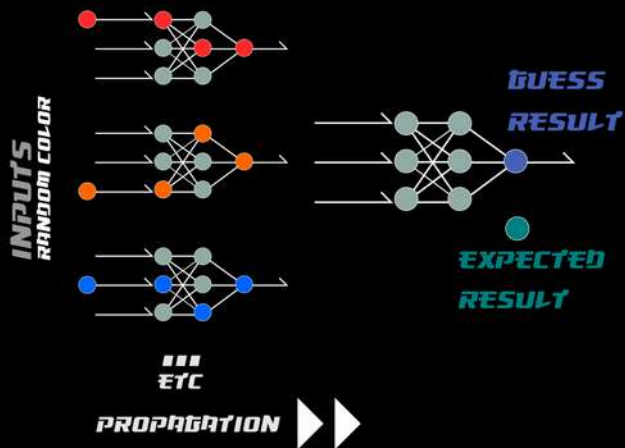 INPUTS
RANDOM COLOR
GUESS
RESULT
EXPECTED
RESULT
ETC
PROPAGATION